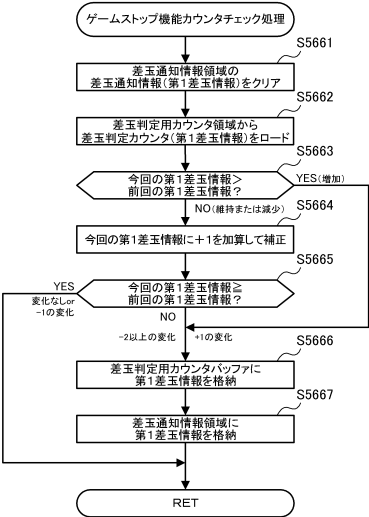 ゲームストップ機能カウンタチェック処理
S5661
差玉通知情報領域の
差玉通知情報(第1差玉情報)をクリア
S5662
差玉判定用カウンタ領域から
差玉判定カウンタ(第1差玉情報)をロード
S5663
今回の第1差玉情報>
前回の第1差玉情報?
YES(増加)
NO(維持または減少)
S5664
今回の第1差玉情報に+1を加算して補正
S5665
今回の第1差玉情報≧
前回の第1差玉情報?
YES
変化なしor
-1の変化
NO
-2以上の変化
+1の変化
S5666
差玉判定用カウンタバッファに
第1差玉情報を格納
S5667
差玉通知情報領域に
第1差玉情報を格納
RET